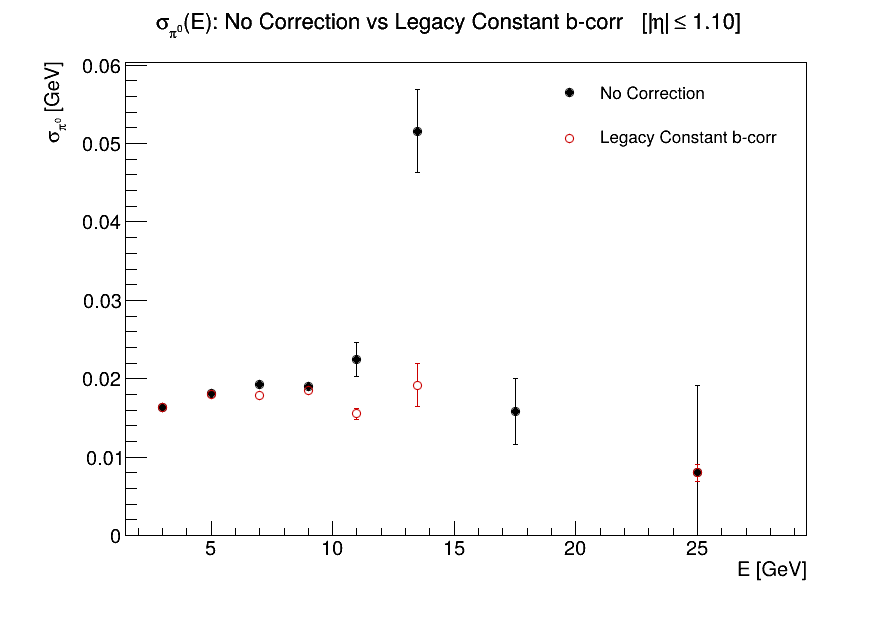 σπ⁰(E): No Correction vs Legacy Constant b-corr [|η| ≤ 1.10]
σπ⁰ [GeV]
0.06
0.05
0.04
0.03
0.02
0.01
0
No Correction
Legacy Constant b-corr
5 10 15 20 25
E [GeV]